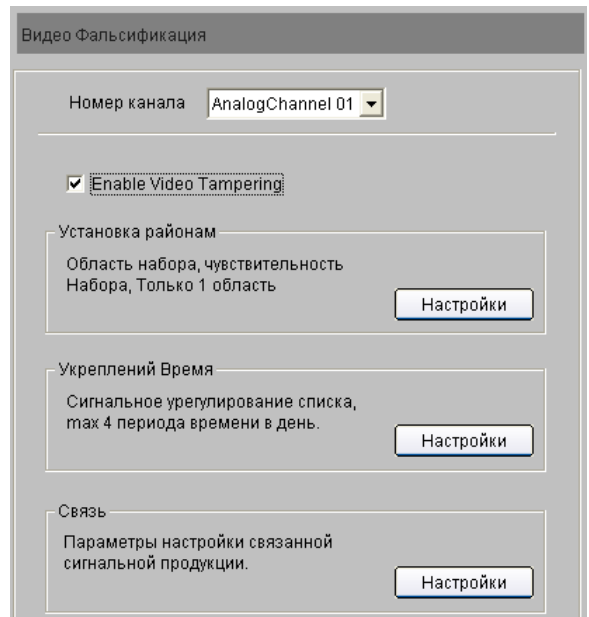 Видео Фальсификация
Номер канала AnalogChannel 01
Enable Video Tampering
Установка районам
Область набора, чувствительность
Набора, Только 1 область
Настройки
Укреплений Время
Сигнальное урегулирование списка,
max 4 периода времени в день.
Настройки
Связь
Параметры настройки связанной
сигнальной продукции.
Настройки